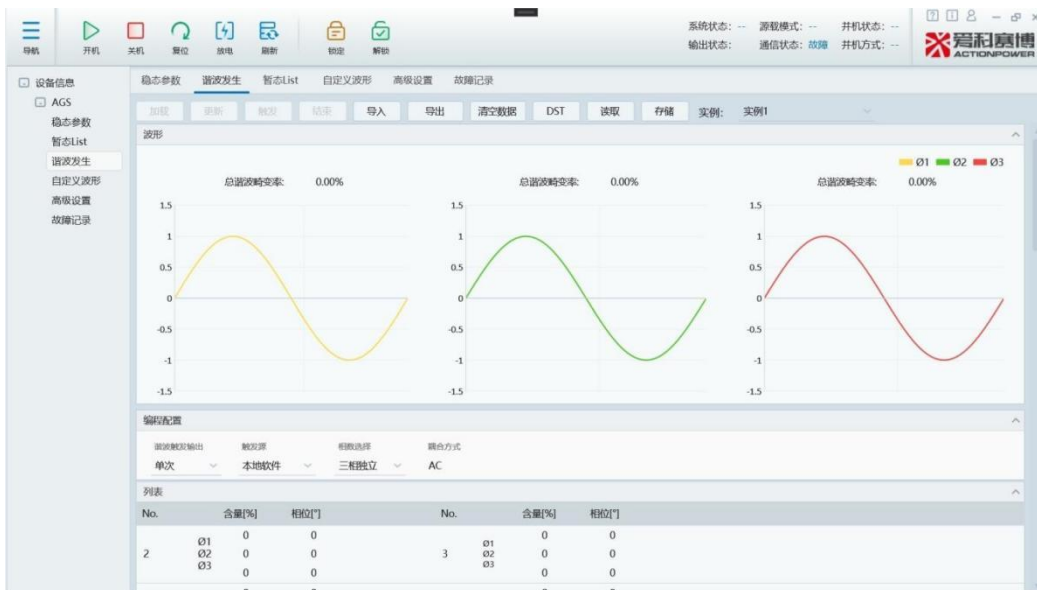 导航 开机 关机 复位 放电 刷新 锁定 解锁
系统状态: -- 源载模式: -- 并机状态: --
输出状态: 通信状态: 故障 并机方式: --
爱科赛博
ACTIONPOWER
设备信息
AGS
稳态参数
暂态List
谐波发生
自定义波形
高级设置
故障记录
稳态参数 谐波发生 暂态List 自定义波形 高级设置 故障记录
加载 更新 触发 结束 导入 导出 清空数据 DST 读取 存储 实例: 实例1
波形
Ø1 Ø2 Ø3
总谐波畸变率: 0.00% 总谐波畸变率: 0.00% 总谐波畸变率: 0.00%
1.5 1.5 1.5
1 1 1
0.5 0.5 0.5
0 0 0
-0.5 -0.5 -0.5
-1 -1 -1
-1.5 -1.5 -1.5
编程配置
谐波触发输出 触发源 相数选择 耦合方式
单次 本地软件 三相独立 AC
列表
No. 含量[%] 相位[°] No. 含量[%] 相位[°]
Ø1 0 0 Ø1 0 0
2 Ø2 0 0 3 Ø2 0 0
Ø3 0 0 Ø3 0 0